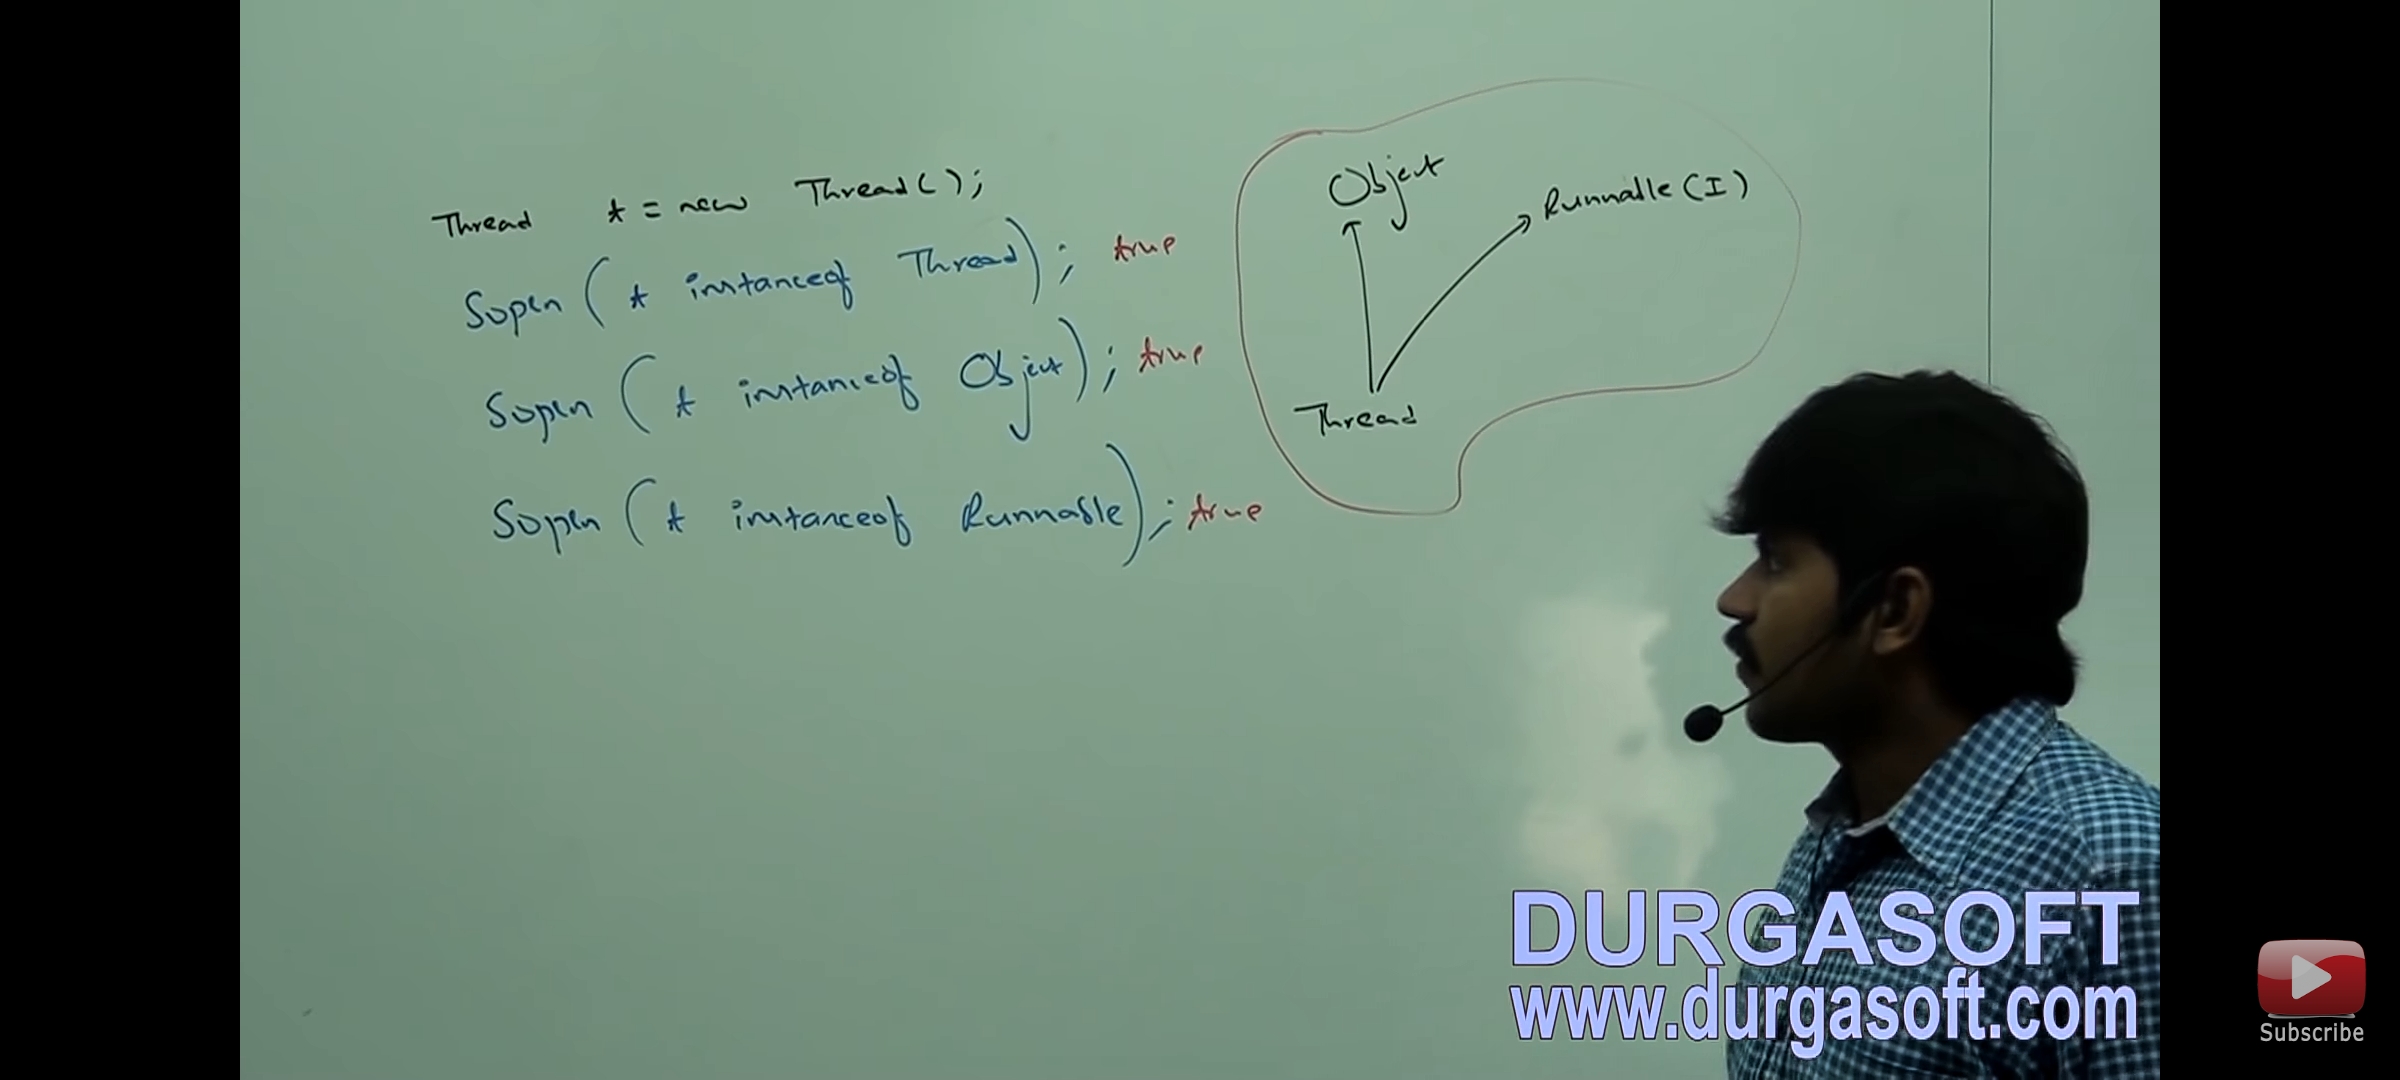 Thread t = new Thread();
Sopln (t instanceof Thread); true
Sopln (t instanceof Object); true
Sopln (t instanceof Runnable); true
Object
Runnable (I)
Thread
DURGASOFT
www.durgasoft.com
Subscribe